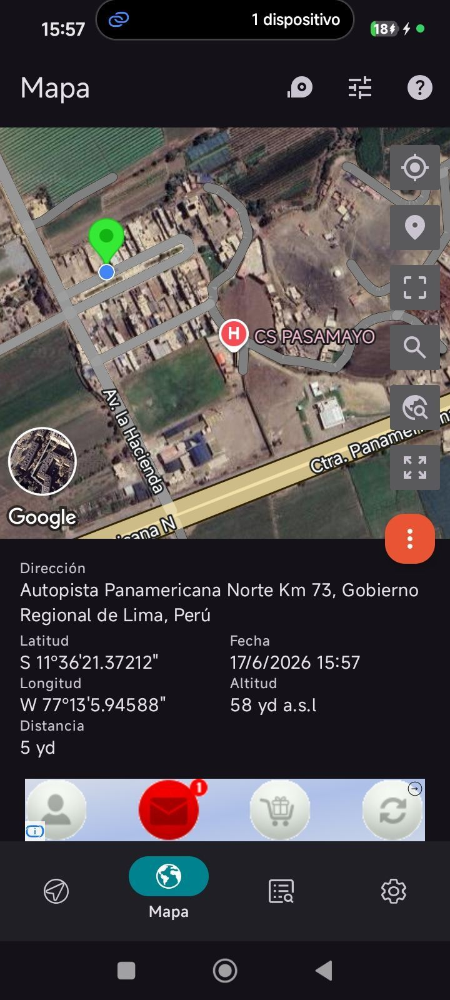 15:57
1 dispositivo
18
Mapa
CS PASAMAYO
Av. la Hacienda
Ctra. Paname
icana N
Google
Dirección
Autopista Panamericana Norte Km 73, Gobierno
Regional de Lima, Perú
Latitud
Fecha
S 11°36'21.37212"
17/6/2026 15:57
Longitud
Altitud
W 77°13'5.94588"
58 yd a.s.l
Distancia
5 yd
1
Mapa